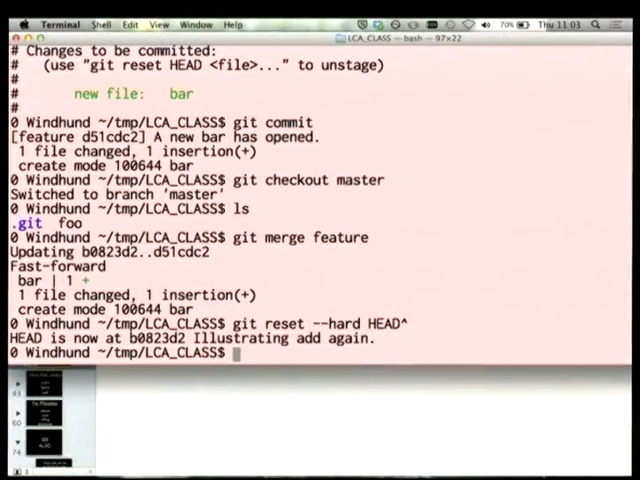 Terminal Shell Edit View Window Help 70% Thu 11:03
LCA_CLASS — bash — 97×22
# Changes to be committed:
#   (use "git reset HEAD <file>..." to unstage)
#
#       new file:   bar
#
0 Windhund ~/tmp/LCA_CLASS$ git commit
[feature d51cdc2] A new bar has opened.
 1 file changed, 1 insertion(+)
 create mode 100644 bar
0 Windhund ~/tmp/LCA_CLASS$ git checkout master
Switched to branch 'master'
0 Windhund ~/tmp/LCA_CLASS$ ls
.git  foo
0 Windhund ~/tmp/LCA_CLASS$ git merge feature
Updating b0823d2..d51cdc2
Fast-forward
 bar | 1 +
 1 file changed, 1 insertion(+)
 create mode 100644 bar
0 Windhund ~/tmp/LCA_CLASS$ git reset --hard HEAD^
HEAD is now at b0823d2 Illustrating add again.
0 Windhund ~/tmp/LCA_CLASS$
43
60
74
SEE
ALSO